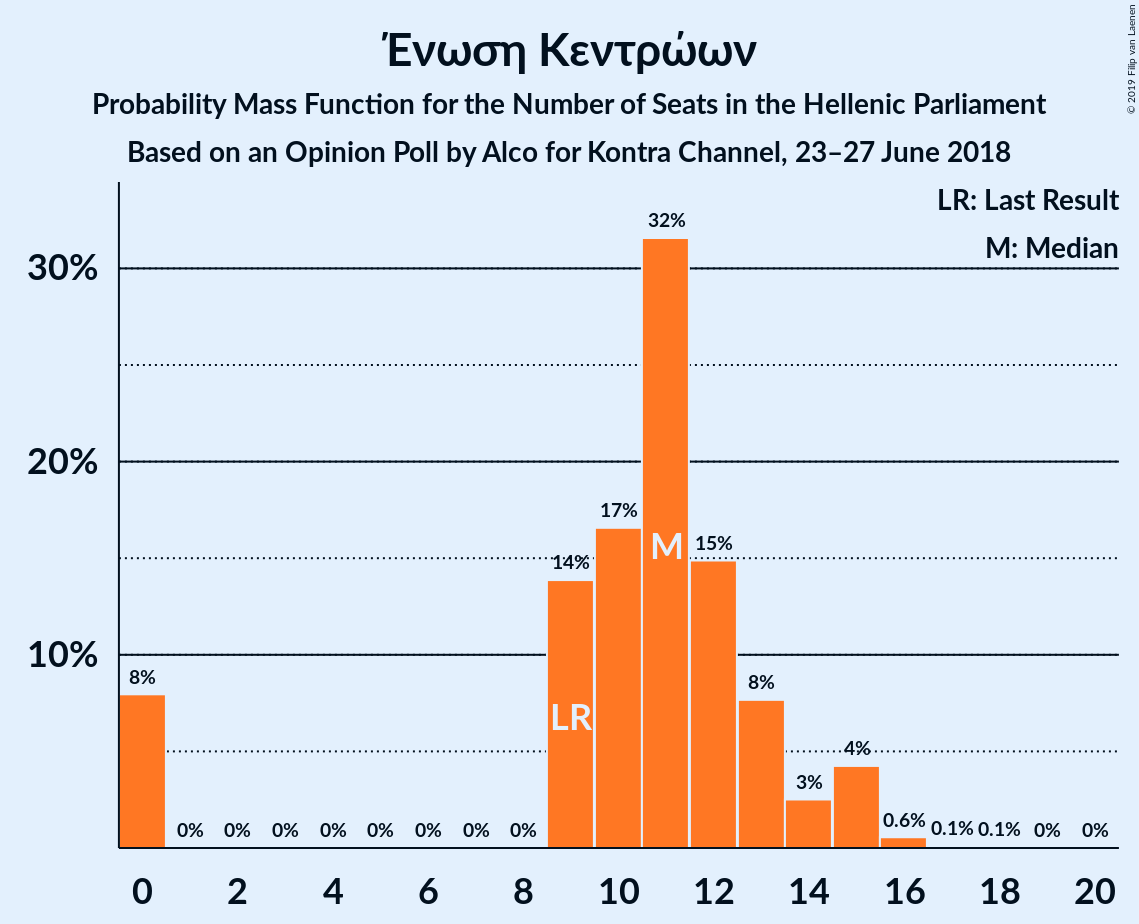 Ένωση Κεντρώων
Probability Mass Function for the Number of Seats in the Hellenic Parliament
Based on an Opinion Poll by Alco for Kontra Channel, 23–27 June 2018
© 2019 Filip van Laenen
LR: Last Result
M: Median
30%
20%
10%
8%
0%
0%
0%
0%
0%
0%
0%
0%
14%
17%
32%
15%
8%
3%
4%
0.6%
0.1%
0.1%
0%
0%
LR
M
0 2 4 6 8 10 12 14 16 18 20